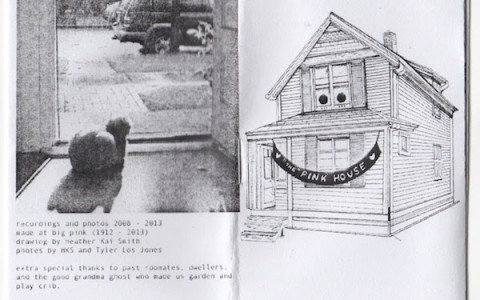 recordings and photos 2008 - 2013
made at big pink (1912 - 2013)
drawing by Heather Kai Smith
photos by HKS and Tyler Los Jones
extra special thanks to past roomates, dwellers,
and the good grandma ghost who made us garden and
play crib.
"THE" PINK HOUSE